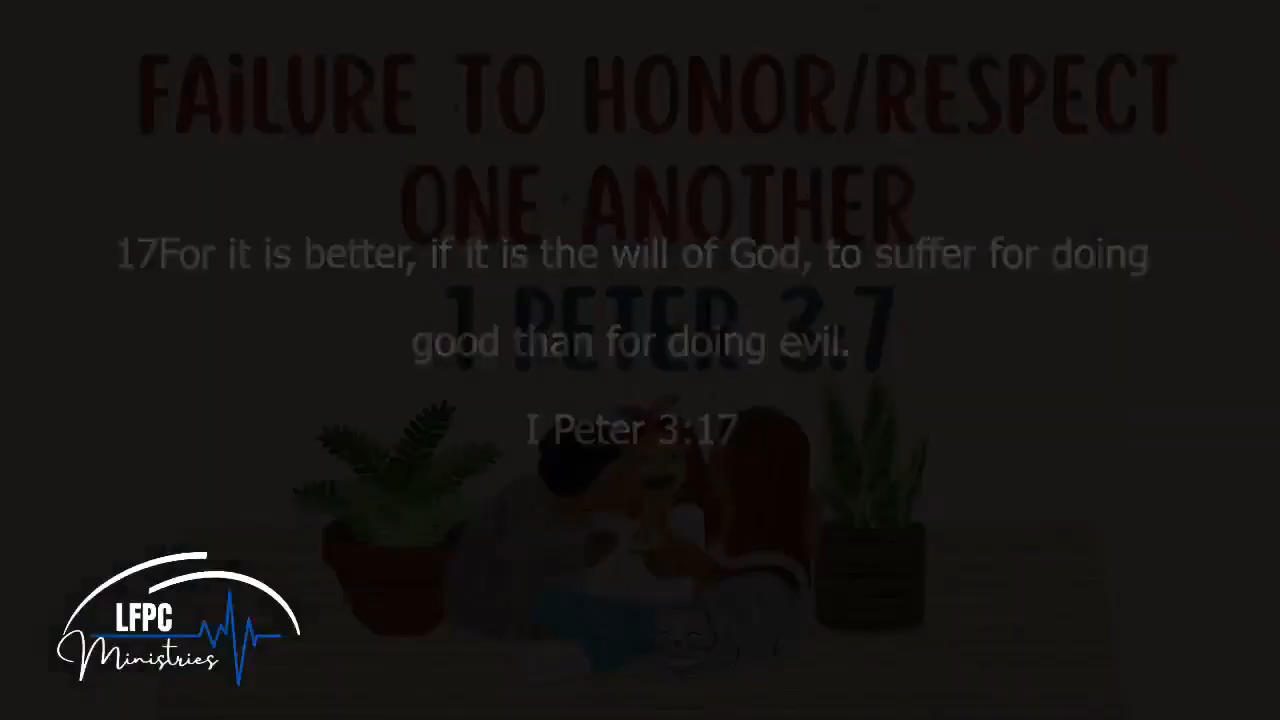 FAiLURE TO HONOR/RESPECT
ONE ANOTHER
17For it is better, if it is the will of God, to suffer for doing
1 PETER 3:7
good than for doing evil.
I Peter 3:17
LFPC
Ministries